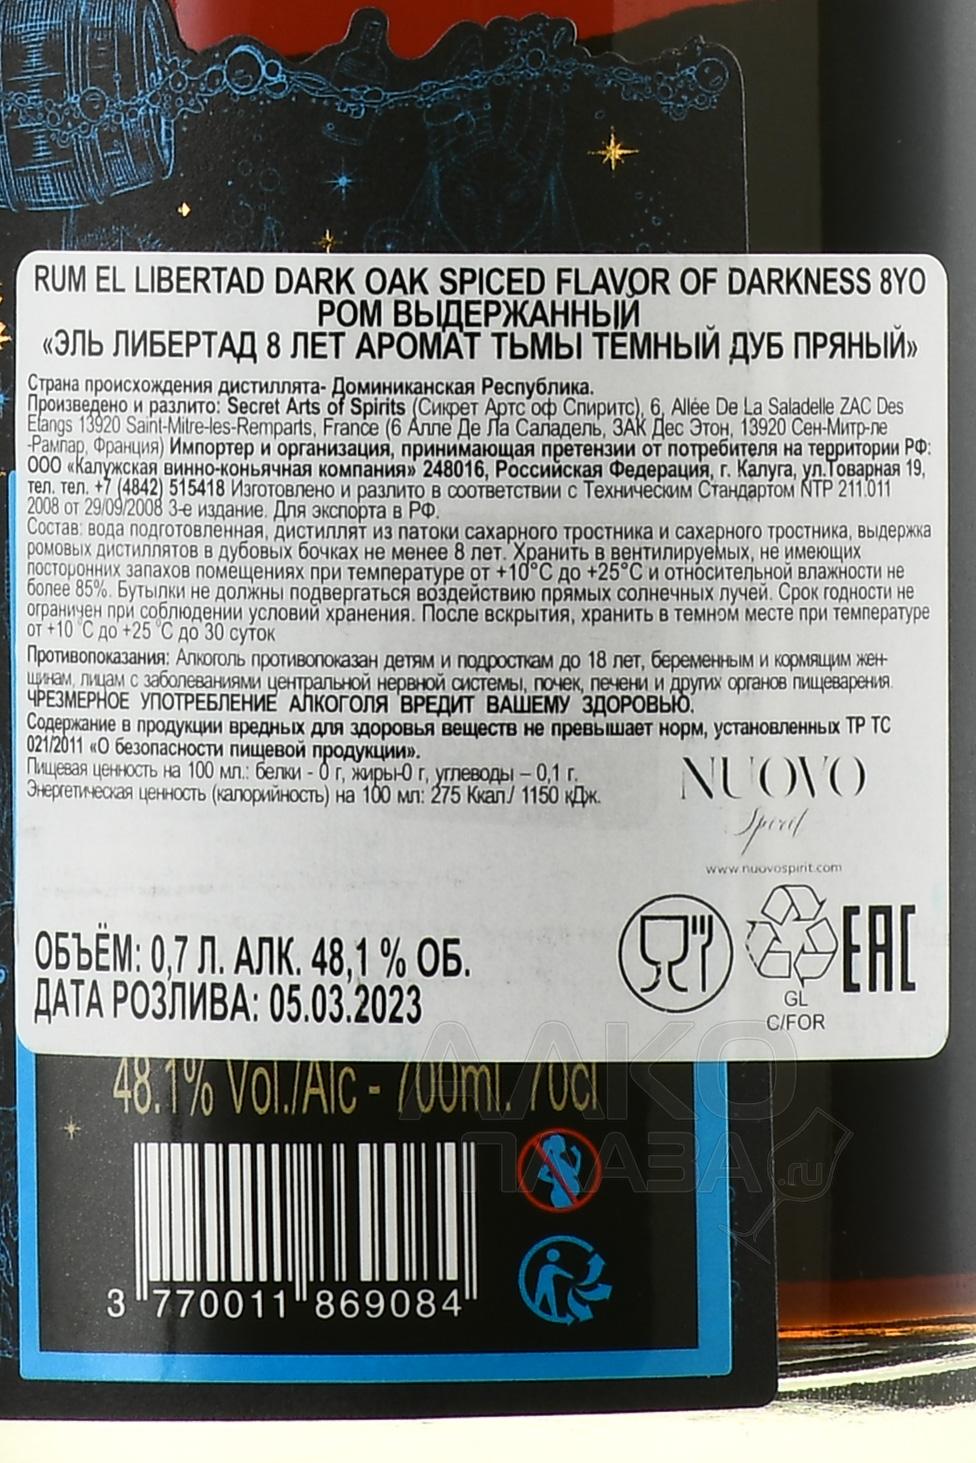 RUM EL LIBERTAD DARK OAK SPICED FLAVOR OF DARKNESS 8YO
РОМ ВЫДЕРЖАННЫЙ
«ЭЛЬ ЛИБЕРТАД 8 ЛЕТ АРОМАТ ТЬМЫ ТЕМНЫЙ ДУБ ПРЯНЫЙ»
Страна происхождения дистиллята- Доминиканская Республика.
Произведено и разлито: Secret Arts of Spirits (Сикрет Артс оф Спиритс), 6, Allée De La Saladelle ZAC Des
Etangs 13920 Saint-Mitre-les-Remparts, France (6 Алле Де Ла Саладель, ЗАК Дес Этон, 13920 Сен-Митр-ле
-Рампар, Франция) Импортер и организация, принимающая претензии от потребителя на территории РФ:
ООО «Калужская винно-коньячная компания» 248016, Российская Федерация, г. Калуга, ул.Товарная 19,
тел. тел. +7 (4842) 515418 Изготовлено и разлито в соответствии с Техническим Стандартом NTP 211.011
2008 от 29/09/2008 3-е издание. Для экспорта в РФ.
Состав: вода подготовленная, дистиллят из патоки сахарного тростника и сахарного тростника, выдержка
ромовых дистиллятов в дубовых бочках не менее 8 лет. Хранить в вентилируемых, не имеющих
посторонних запахов помещениях при температуре от +10°C до +25°C и относительной влажности не
более 85%. Бутылки не должны подвергаться воздействию прямых солнечных лучей. Срок годности не
ограничен при соблюдении условий хранения. После вскрытия, хранить в темном месте при температуре
от +10 °C до +25 °C до 30 суток
Противопоказания: Алкоголь противопоказан детям и подросткам до 18 лет, беременным и кормящим жен-
щинам, лицам с заболеваниями центральной нервной системы, почек, печени и других органов пищеварения.
ЧРЕЗМЕРНОЕ УПОТРЕБЛЕНИЕ АЛКОГОЛЯ ВРЕДИТ ВАШЕМУ ЗДОРОВЬЮ.
Содержание в продукции вредных для здоровья веществ не превышает норм, установленных ТР ТС
021/2011 «О безопасности пищевой продукции».
Пищевая ценность на 100 мл.: белки - 0 г, жиры-0 г, углеводы – 0,1 г.
Энергетическая ценность (калорийность) на 100 мл: 275 Ккал./ 1150 кДж.
NUOVO
Spirit
www.nuovospirit.com
ОБЪЁМ: 0,7 Л. АЛК. 48,1 % ОБ.
ДАТА РОЗЛИВА: 05.03.2023
GL
C/FOR
EAC
48.1% Vol./Alc - 700ml. 70cl
3 770011 869084
АЛКО
ПЛАЗА.ru